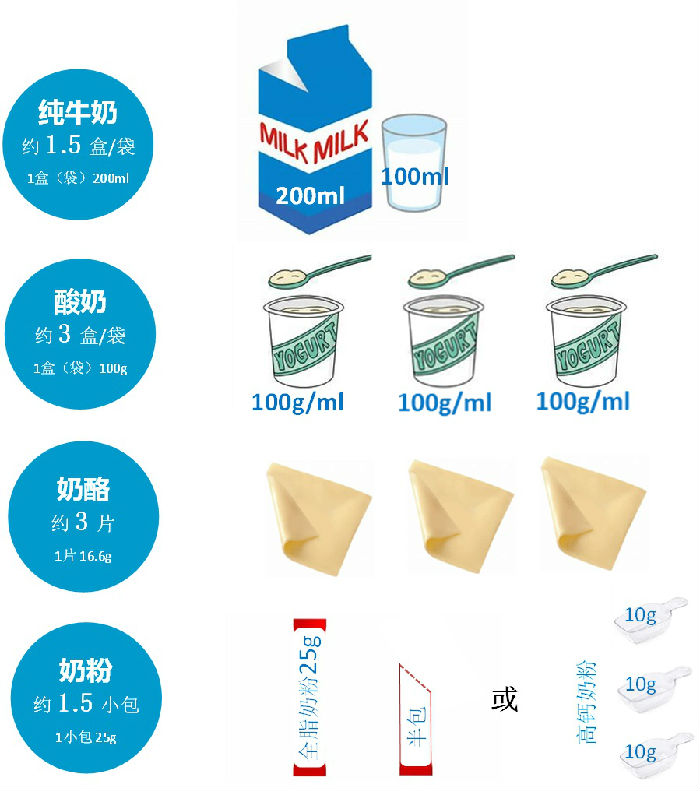 纯牛奶
约 1.5 盒/袋
1盒（袋）200ml
MILK MILK
200ml
100ml
酸奶
约 3 盒/袋
1盒（袋）100g
YOGURT
YOGURT
YOGURT
100g/ml
100g/ml
100g/ml
奶酪
约 3 片
1片 16.6g
奶粉
约 1.5 小包
1小包 25g
全脂奶粉25g
半包
或
高钙奶粉
10g
10g
10g